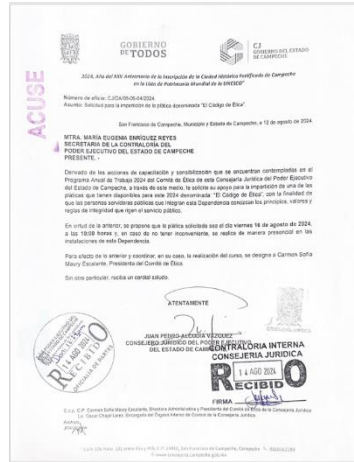 GOBIERNO
DE TODOS
CJ
GOBIERNO DEL ESTADO
DE CAMPECHE
ACUSE
2024, Año del XXV Aniversario de la Inscripción de la Ciudad Histórica Fortificada de Campeche
en la Lista de Patrimonio Mundial de la UNESCO"
Número de oficio:
Asunto: Solicitud para la impartición de la plática denominada "El Código de Ética".
San Francisco de Campeche, Municipio y Estado de Campeche, a 12 de agosto de 2024.
MTRA. MARÍA EUGENIA ENRÍQUEZ REYES
SECRETARIA DE LA CONTRALORÍA DEL
PODER EJECUTIVO DEL ESTADO DE CAMPECHE
PRESENTE. -
Derivado de las acciones de capacitación y sensibilización que se encuentran contempladas en el
Programa Anual de Trabajo 2024 del Comité de Ética de esta Consejería Jurídica del Poder Ejecutivo
del Estado de Campeche, a través de este medio, le solicito su apoyo para la impartición de una de las
pláticas que tienen disponibles para este 2024 denominada: "El Código de Ética", con la finalidad de
que las personas servidoras públicas que integran esta Dependencia conozcan los principios, valores y
reglas de integridad que rigen el servicio público.
En virtud de lo anterior, se propone que la plática solicitada sea el día viernes 16 de agosto de 2024,
a las 10:00 horas y, en caso de no tener inconveniente, se realice de manera presencial en las
instalaciones de esta Dependencia.
Para efecto de lo anterior y coordinar, en su caso, la realización del curso, se designa a Carmen Sofía
Maury Escalante, Presidenta del Comité de Ética.
Sin otro particular, reciba un cordial saludo.
ATENTAMENTE
JUAN PEDRO ALCUDIA VÁZQUEZ
CONSEJERO JURÍDICO DEL PODER EJECUTIVO
DEL ESTADO DE CAMPECHE
CONTRALORÍA INTERNA
CONSEJERIA JURIDICA
14 AGO 2024
RECIBIDO
FIRMA
14 AGO 2024
RECIBIDO
C.c.p. C.P. Carmen Sofía Maury Escalante, Directora Administrativa y Presidenta del Comité de Ética de la Consejería Jurídica